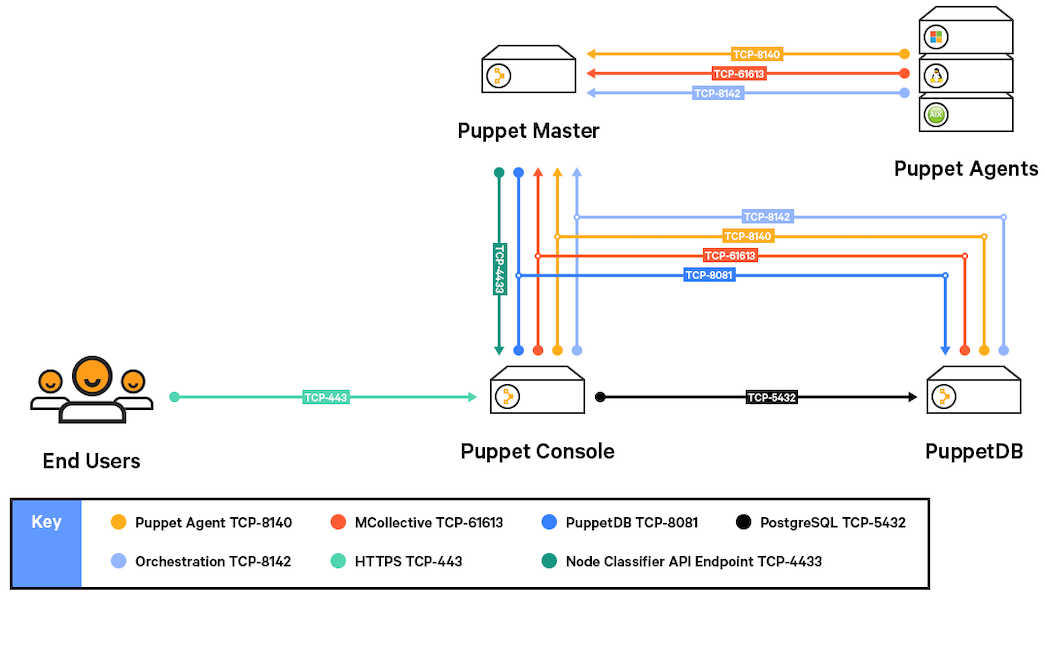 TCP-8140
TCP-61613
TCP-8142
AIX
Puppet Master
Puppet Agents
TCP-8142
TCP-8140
TCP-61613
TCP-8081
TCP-4433
TCP-443
TCP-5432
End Users
Puppet Console
PuppetDB
Key
Puppet Agent TCP-8140
MCollective TCP-61613
PuppetDB TCP-8081
PostgreSQL TCP-5432
Orchestration TCP-8142
HTTPS TCP-443
Node Classifier API Endpoint TCP-4433